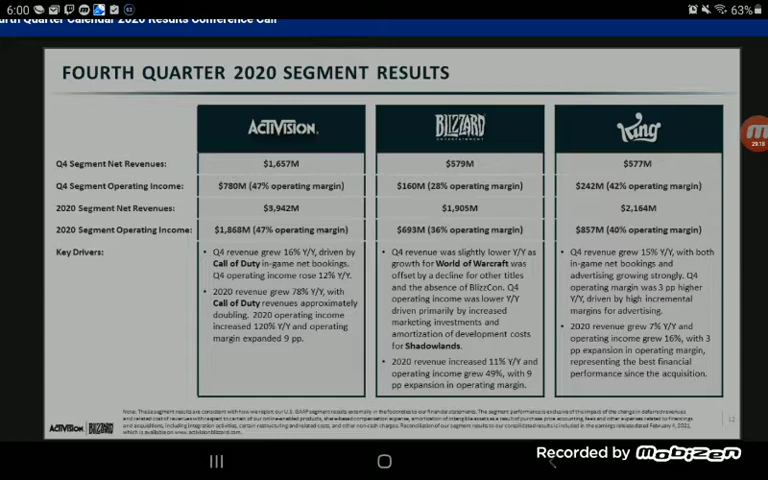 6:00
63%
Fourth Quarter Calendar 2020 Results Conference Call
FOURTH QUARTER 2020 SEGMENT RESULTS
ACTIVISION
BLIZZARD
ENTERTAINMENT
King
Q4 Segment Net Revenues: $1,657M $579M $577M
Q4 Segment Operating Income: $780M (47% operating margin) $160M (28% operating margin) $242M (42% operating margin)
2020 Segment Net Revenues: $3,942M $1,905M $2,164M
2020 Segment Operating Income: $1,868M (47% operating margin) $693M (36% operating margin) $857M (40% operating margin)
Key Drivers:
• Q4 revenue grew 16% Y/Y, driven by
Call of Duty in-game net bookings.
Q4 operating income rose 12% Y/Y.
• 2020 revenue grew 78% Y/Y, with
Call of Duty revenues approximately
doubling. 2020 operating income
increased 120% Y/Y and operating
margin expanded 9 pp.
• Q4 revenue was slightly lower Y/Y as
growth for World of Warcraft was
offset by a decline for other titles
and the absence of BlizzCon. Q4
operating income was lower Y/Y
driven primarily by increased
marketing investments and
amortization of development costs
for Shadowlands.
• 2020 revenue increased 11% Y/Y and
operating income grew 49%, with 9
pp expansion in operating margin.
• Q4 revenue grew 15% Y/Y, with both
in-game net bookings and
advertising growing strongly. Q4
operating margin was 3 pp higher
Y/Y, driven by high incremental
margins for advertising.
• 2020 revenue grew 7% Y/Y and
operating income grew 16%, with 3
pp expansion in operating margin,
representing the best financial
performance since the acquisition.
ACTIVISION BLIZZARD
12
29:18
Recorded by mobizen